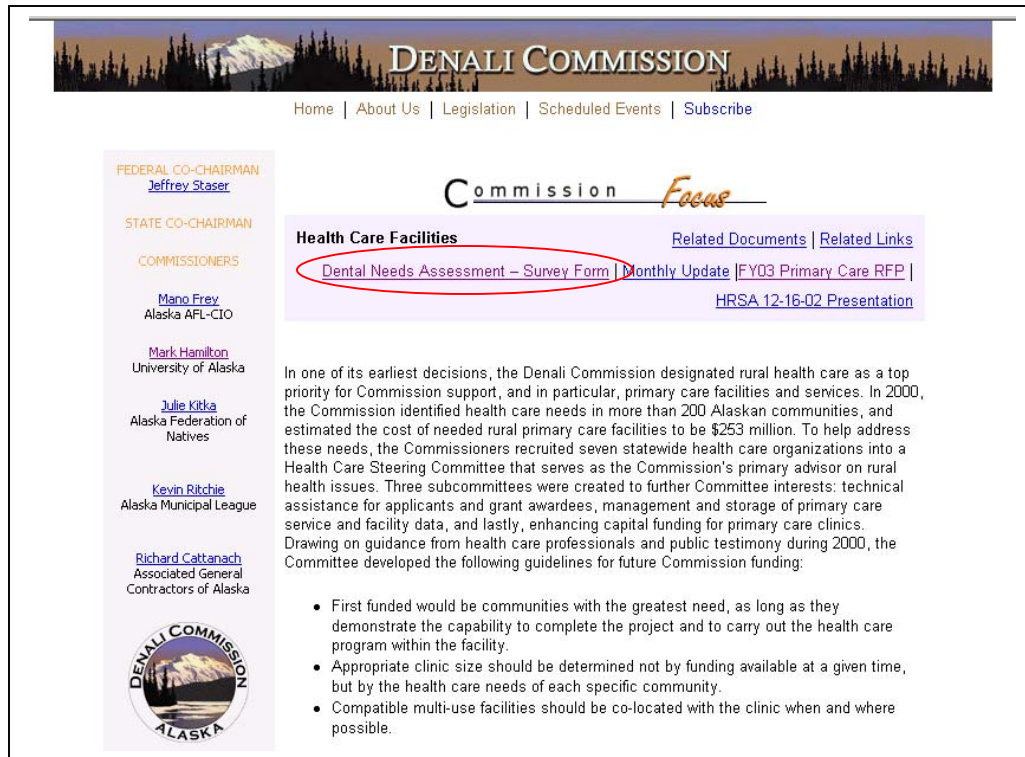 DENALI COMMISSION
Home | About Us | Legislation | Scheduled Events | Subscribe
FEDERAL CO-CHAIRMAN
Jeffrey Staser
STATE CO-CHAIRMAN
COMMISSIONERS
Mano Frey
Alaska AFL-CIO
Mark Hamilton
University of Alaska
Julie Kitka
Alaska Federation of
Natives
Kevin Ritchie
Alaska Municipal League
Richard Cattanach
Associated General
Contractors of Alaska
DENALI COMMISSION
ALASKA
Commission Focus
Health Care Facilities
Related Documents | Related Links
Dental Needs Assessment – Survey Form | Monthly Update |FY03 Primary Care RFP |
HRSA 12-16-02 Presentation
In one of its earliest decisions, the Denali Commission designated rural health care as a top
priority for Commission support, and in particular, primary care facilities and services. In 2000,
the Commission identified health care needs in more than 200 Alaskan communities, and
estimated the cost of needed rural primary care facilities to be $253 million. To help address
these needs, the Commissioners recruited seven statewide health care organizations into a
Health Care Steering Committee that serves as the Commission's primary advisor on rural
health issues. Three subcommittees were created to further Committee interests: technical
assistance for applicants and grant awardees, management and storage of primary care
service and facility data, and lastly, enhancing capital funding for primary care clinics.
Drawing on guidance from health care professionals and public testimony during 2000, the
Committee developed the following guidelines for future Commission funding:
• First funded would be communities with the greatest need, as long as they
demonstrate the capability to complete the project and to carry out the health care
program within the facility.
• Appropriate clinic size should be determined not by funding available at a given time,
but by the health care needs of each specific community.
• Compatible multi-use facilities should be co-located with the clinic when and where
possible.